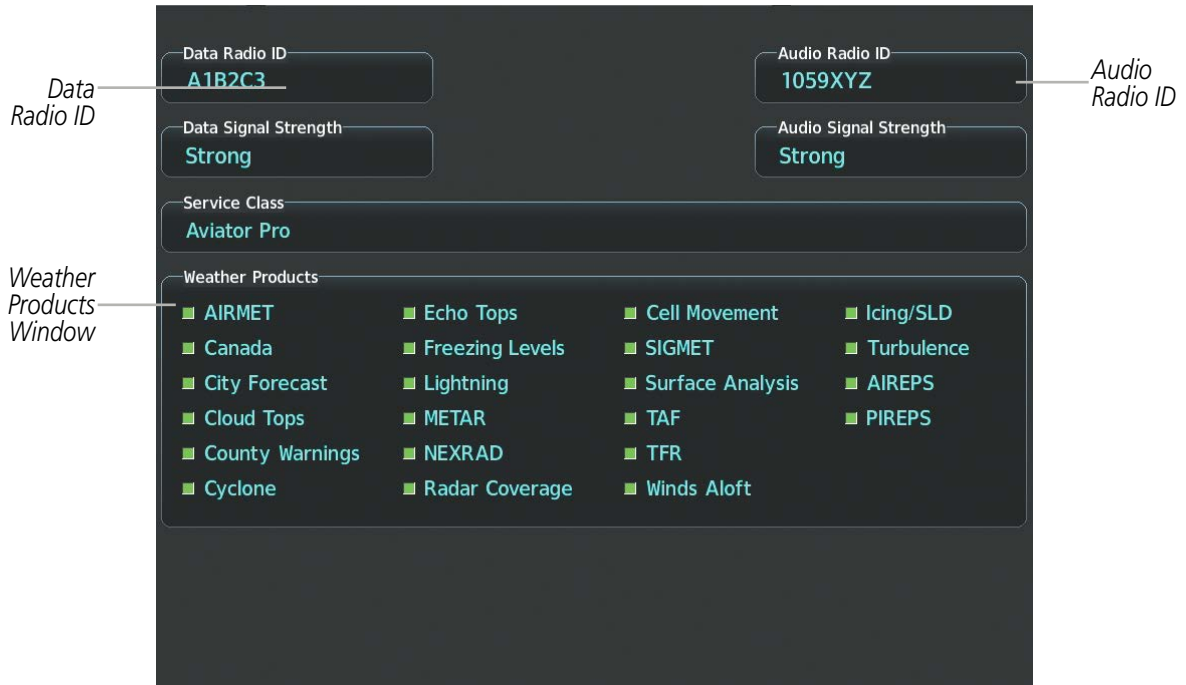 Data Radio ID
A1B2C3
Audio Radio ID
1059XYZ
Data
Radio ID
Audio
Radio ID
Data Signal Strength
Strong
Audio Signal Strength
Strong
Service Class
Aviator Pro
Weather Products
Weather
Products
Window
AIRMET Echo Tops Cell Movement Icing/SLD
Canada Freezing Levels SIGMET Turbulence
City Forecast Lightning Surface Analysis AIREPS
Cloud Tops METAR TAF PIREPS
County Warnings NEXRAD TFR
Cyclone Radar Coverage Winds Aloft